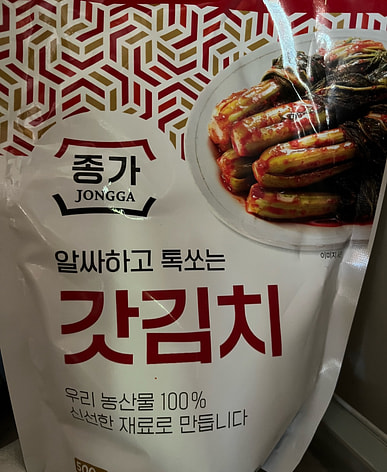 종가
JONGGA
알싸하고 톡쏘는
갓김치
우리 농산물 100%
신선한 재료로 만듭니다
500